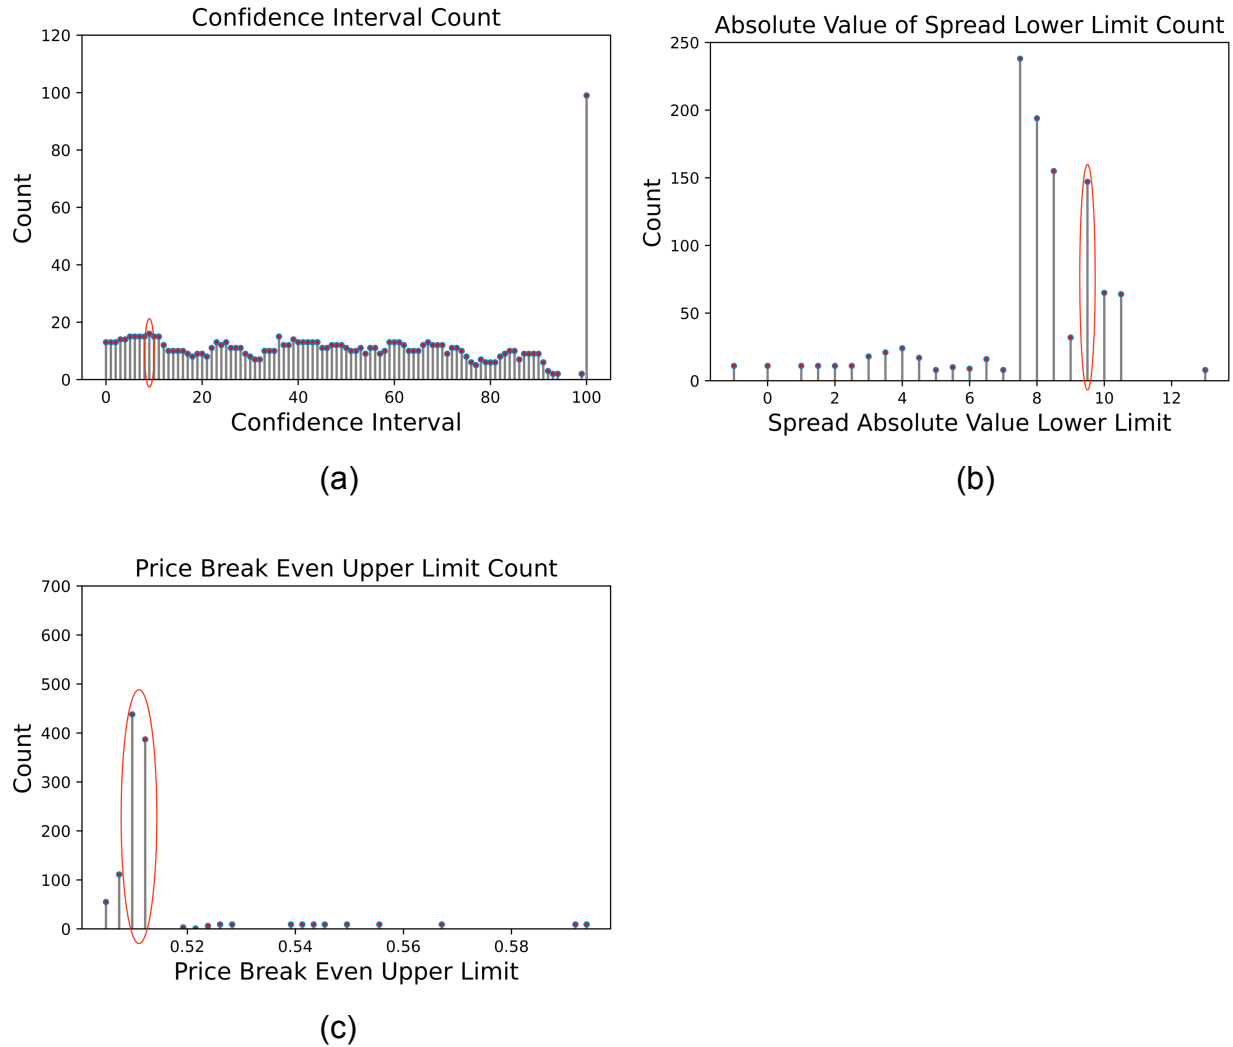 Confidence Interval Count
120
100
80
60
40
20
0
Count
0 20 40 60 80 100
Confidence Interval
(a)
Absolute Value of Spread Lower Limit Count
250
200
150
100
50
0
Count
0 2 4 6 8 10 12
Spread Absolute Value Lower Limit
(b)
Price Break Even Upper Limit Count
700
600
500
400
300
200
100
0
Count
0.52 0.54 0.56 0.58
Price Break Even Upper Limit
(c)